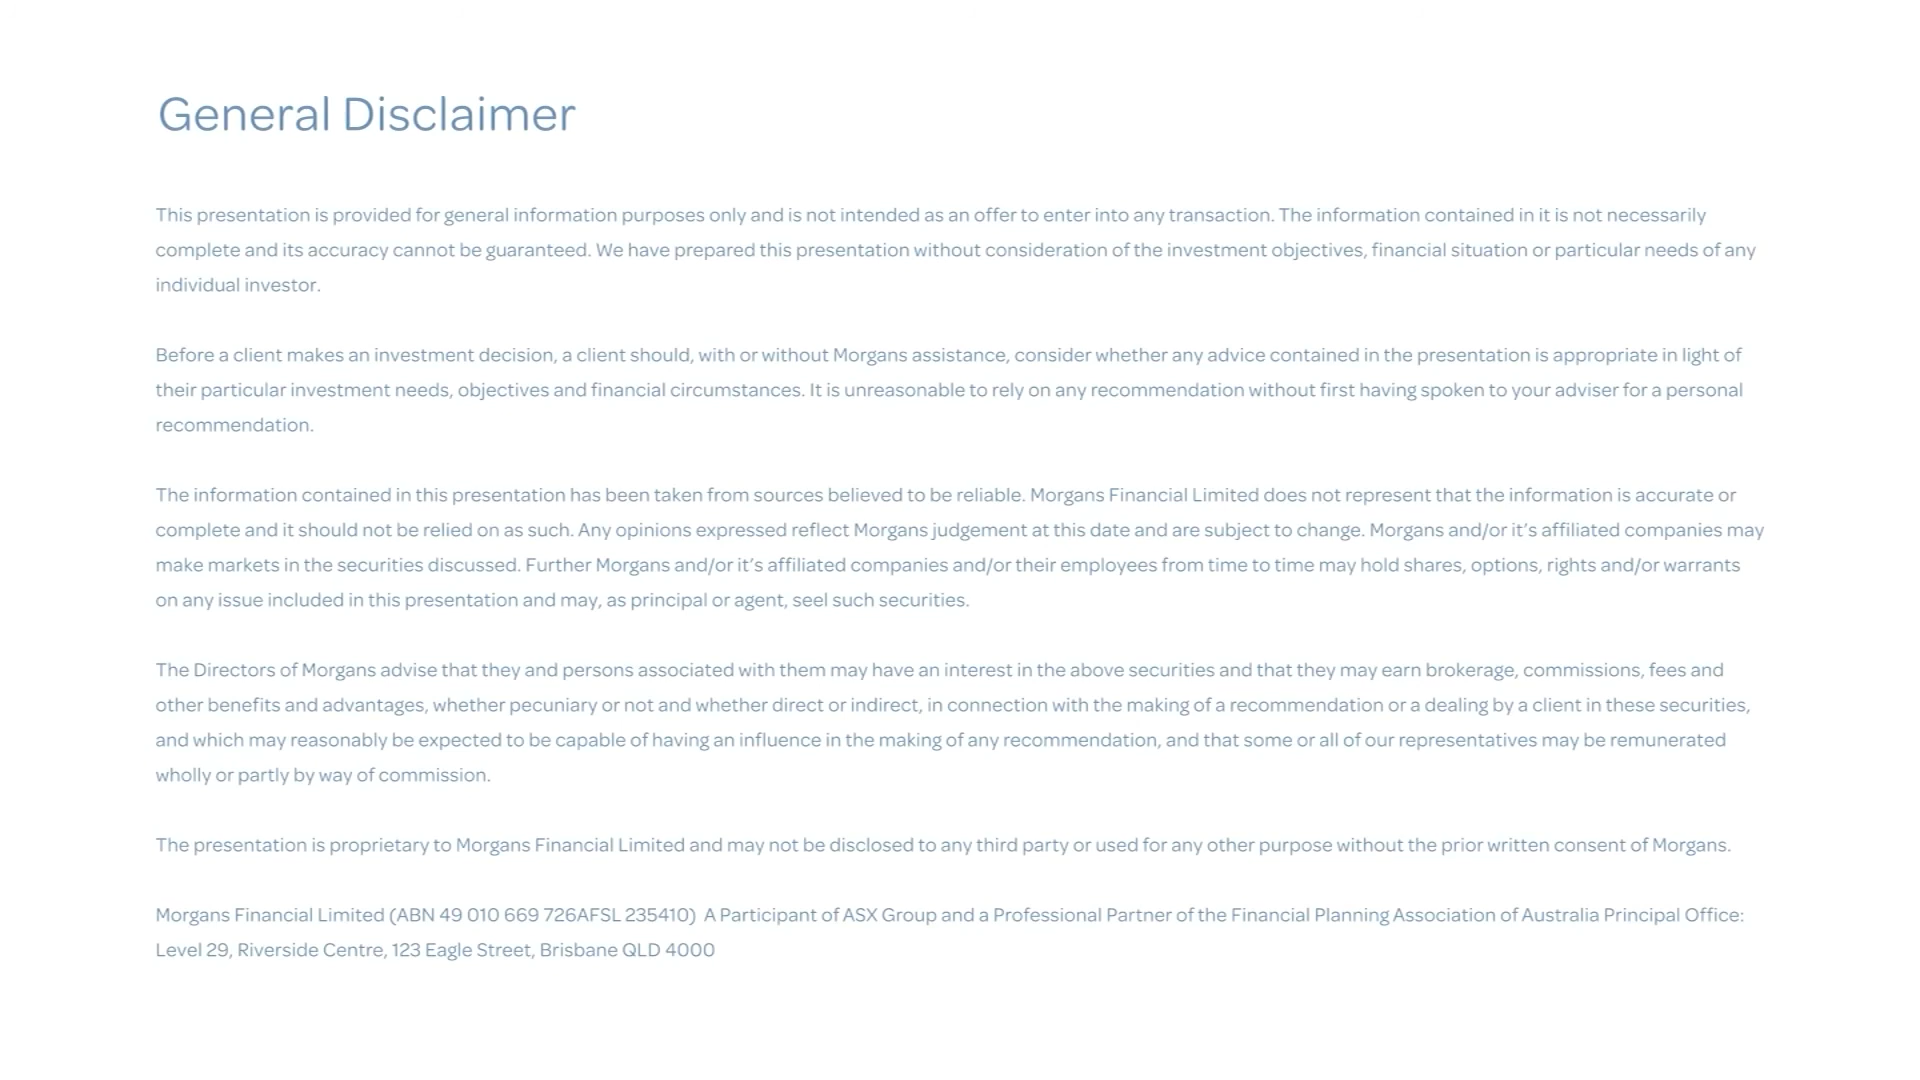 General Disclaimer
This presentation is provided for general information purposes only and is not intended as an offer to enter into any transaction. The information contained in it is not necessarily
complete and its accuracy cannot be guaranteed. We have prepared this presentation without consideration of the investment objectives, financial situation or particular needs of any
individual investor.
Before a client makes an investment decision, a client should, with or without Morgans assistance, consider whether any advice contained in the presentation is appropriate in light of
their particular investment needs, objectives and financial circumstances. It is unreasonable to rely on any recommendation without first having spoken to your adviser for a personal
recommendation.
The information contained in this presentation has been taken from sources believed to be reliable. Morgans Financial Limited does not represent that the information is accurate or
complete and it should not be relied on as such. Any opinions expressed reflect Morgans judgement at this date and are subject to change. Morgans and/or it’s affiliated companies may
make markets in the securities discussed. Further Morgans and/or it’s affiliated companies and/or their employees from time to time may hold shares, options, rights and/or warrants
on any issue included in this presentation and may, as principal or agent, seel such securities.
The Directors of Morgans advise that they and persons associated with them may have an interest in the above securities and that they may earn brokerage, commissions, fees and
other benefits and advantages, whether pecuniary or not and whether direct or indirect, in connection with the making of a recommendation or a dealing by a client in these securities,
and which may reasonably be expected to be capable of having an influence in the making of any recommendation, and that some or all of our representatives may be remunerated
wholly or partly by way of commission.
The presentation is proprietary to Morgans Financial Limited and may not be disclosed to any third party or used for any other purpose without the prior written consent of Morgans.
Morgans Financial Limited (ABN 49 010 669 726AFSL 235410)  A Participant of ASX Group and a Professional Partner of the Financial Planning Association of Australia Principal Office:
Level 29, Riverside Centre, 123 Eagle Street, Brisbane QLD 4000